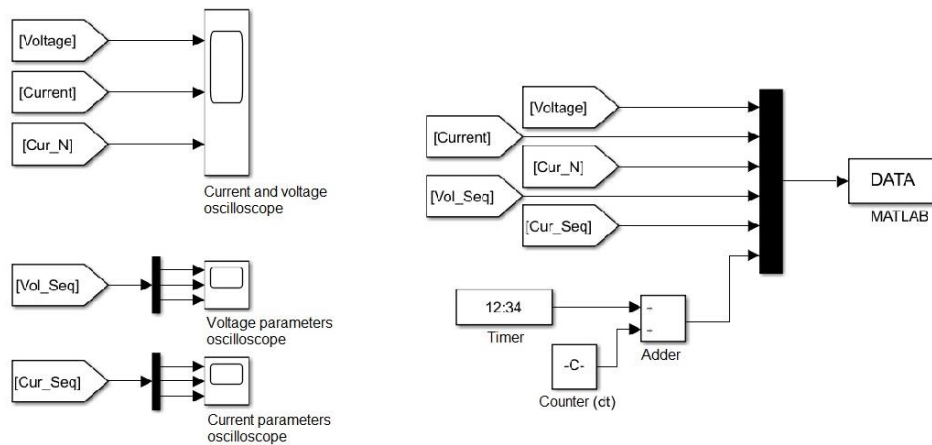 [Voltage]
[Current]
[Cur_N]
Current and voltage
oscilloscope
[Vol_Seq]
Voltage parameters
oscilloscope
[Cur_Seq]
Current parameters
oscilloscope
[Voltage]
[Current]
[Cur_N]
[Vol_Seq]
[Cur_Seq]
DATA
MATLAB
12:34
Timer
-
-
Adder
-C-
Counter (dt)